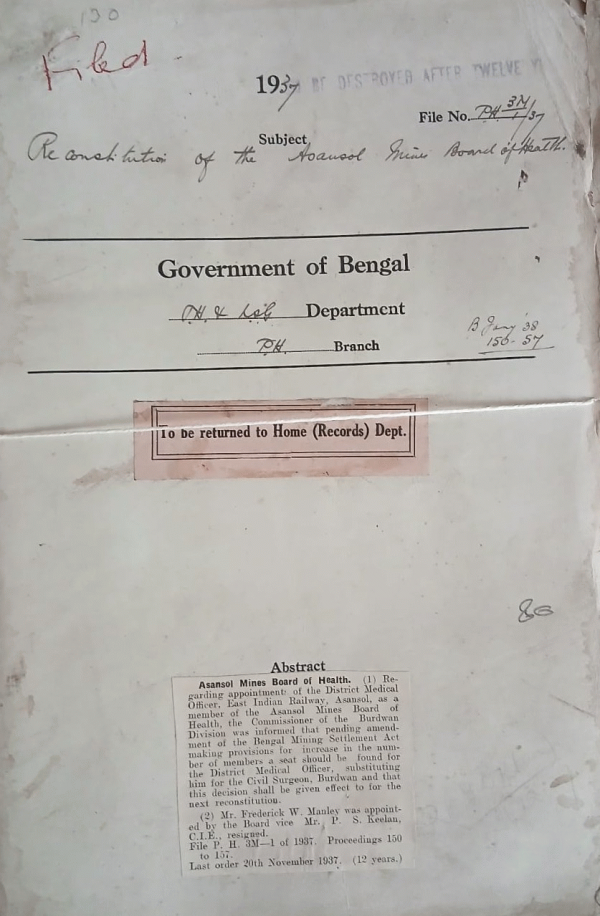 130
Filed
1937 BE DESTROYED AFTER TWELVE
File No. PH 3M/1/37
Subject
Reconstitution of the Asansol Mines Board of Health.
Government of Bengal
PH & LSG Department
PH. Branch
B Jany '38
150-57
To be returned to Home (Records) Dept.
80
Abstract
Asansol Mines Board of Health. (1) Re-
garding appointment of the District Medical
Officer, East Indian Railway, Asansol, as a
member of the Asansol Mines Board of
Health, the Commissioner of the Burdwan
Division was informed that pending amend-
ment of the Bengal Mining Settlement Act
making provisions for increase in the num-
ber of members a seat should be found for
the District Medical Officer, substituting
him for the Civil Surgeon, Burdwan and that
this decision shall be given effect to for the
next reconstitution.
(2) Mr. Frederick W. Manley was appoint-
ed by the Board vice Mr. P. S. Keelan,
C.I.E., resigned.
File P. H. 3M—1 of 1937. Proceedings 150
to 157.
Last order 20th November 1937. (12 years.)